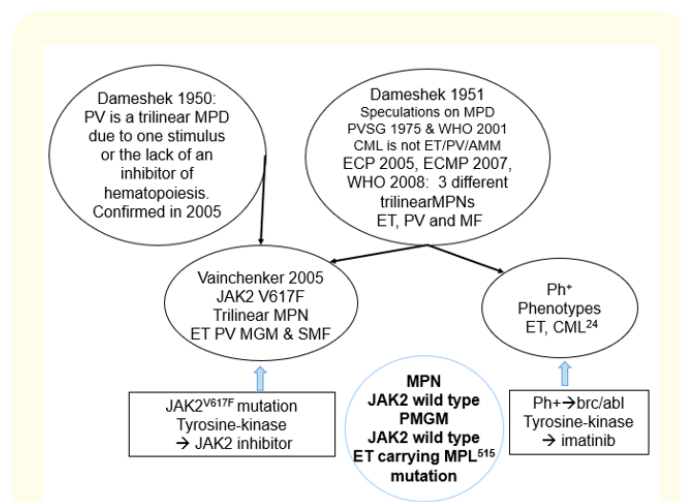 Dameshek 1950:
PV is a trilinear MPD
due to one stimulus
or the lack of an
inhibitor of
hematopoiesis.
Confirmed in 2005
Dameshek 1951
Speculations on MPD
PVSG 1975 & WHO 2001
CML is not ET/PV/AMM
ECP 2005, ECMP 2007,
WHO 2008: 3 different
trilinearMPNs
ET, PV and MF
Vainchenker 2005
JAK2 V617F
Trilinear MPN
ET PV MGM & SMF
Ph⁺
Phenotypes
ET, CML²⁴
JAK2ⱽ⁶¹⁷ᶠ mutation
Tyrosine-kinase
→ JAK2 inhibitor
MPN
JAK2 wild type
PMGM
JAK2 wild type
ET carrying MPL⁵¹⁵
mutation
Ph+→brc/abl
Tyrosine-kinase
→ imatinib